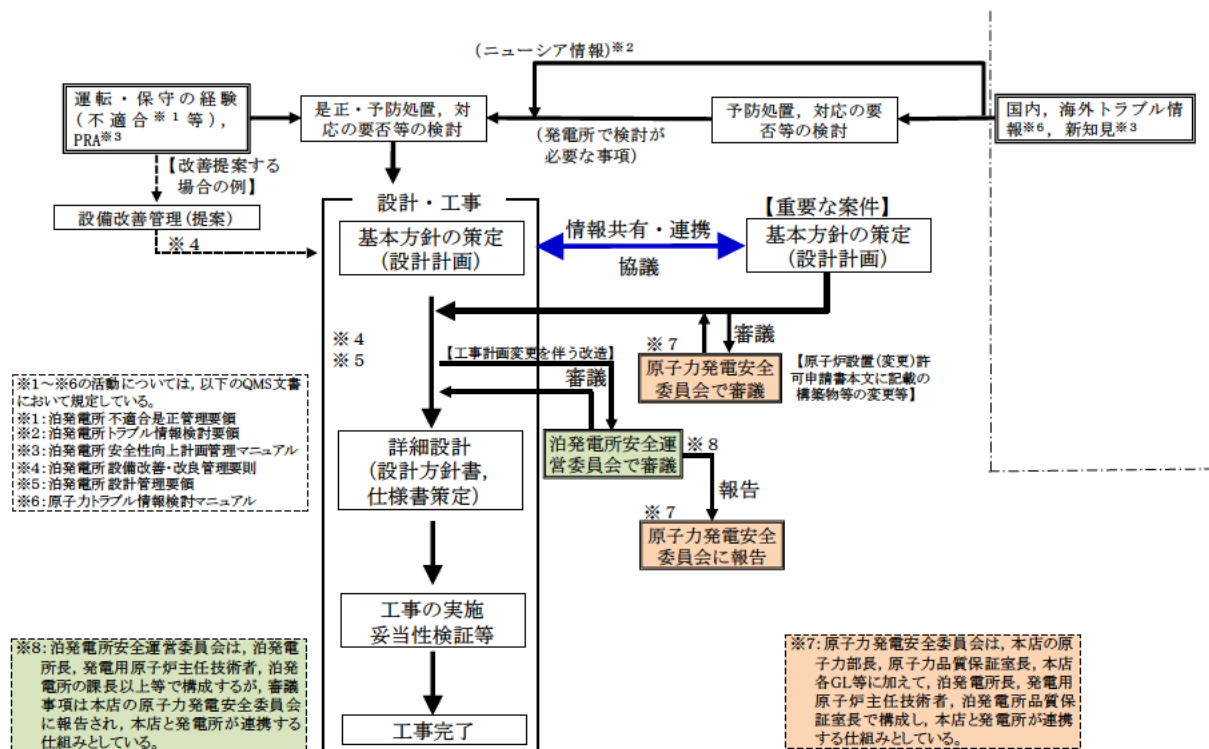 (ニューシア情報)※2
運転・保守の経験
(不適合※1等),
PRA※3
是正・予防処置，対
応の要否等の検討
(発電所で検討が
必要な事項)
予防処置，対応の要
否等の検討
国内，海外トラブル情
報※6，新知見※3
【改善提案する
場合の例】
設備改善管理(提案)
※4
設計・工事
基本方針の策定
(設計計画)
情報共有・連携
協議
【重要な案件】
基本方針の策定
(設計計画)
※4
※5
【工事計画変更を伴う改造】
審議
※7
審議
原子力発電安全
委員会で審議
【原子炉設置(変更)許
可申請書本文に記載の
構築物等の変更等】
※1～※6の活動については，以下のQMS文書
において規定している。
※1：泊発電所不適合是正管理要領
※2：泊発電所トラブル情報検討要領
※3：泊発電所安全性向上計画管理マニュアル
※4：泊発電所設備改善・改良管理要則
※5：泊発電所設計管理要領
※6：原子力トラブル情報検討マニュアル
詳細設計
(設計方針書，
仕様書策定)
泊発電所安全運
営委員会で審議
※8
報告
※7
原子力発電安全
委員会に報告
工事の実施
妥当性検証等
工事完了
※8：泊発電所安全運営委員会は，泊発電
所長，発電用原子炉主任技術者，泊発
電所の課長以上等で構成するが，審議
事項は本店の原子力発電安全委員会
に報告され，本店と発電所が連携する
仕組みとしている。
※7：原子力発電安全委員会は，本店の原
子力部長，原子力品質保証室長，本店
各GL等に加えて，泊発電所長，発電用
原子炉主任技術者，泊発電所品質保
証室長で構成し，本店と発電所が連携
する仕組みとしている。